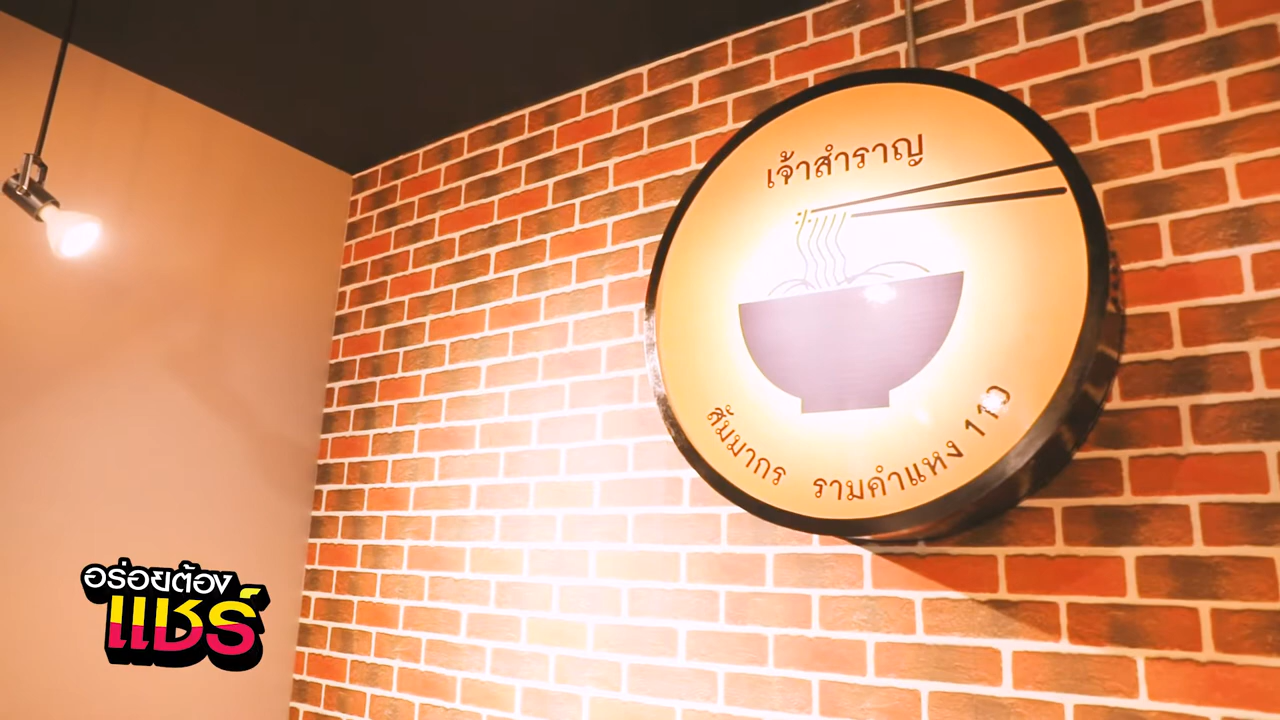 เจ้าสำราญ
สัมมากร รามคำแหง 110
อร่อยต้อง
แชร์